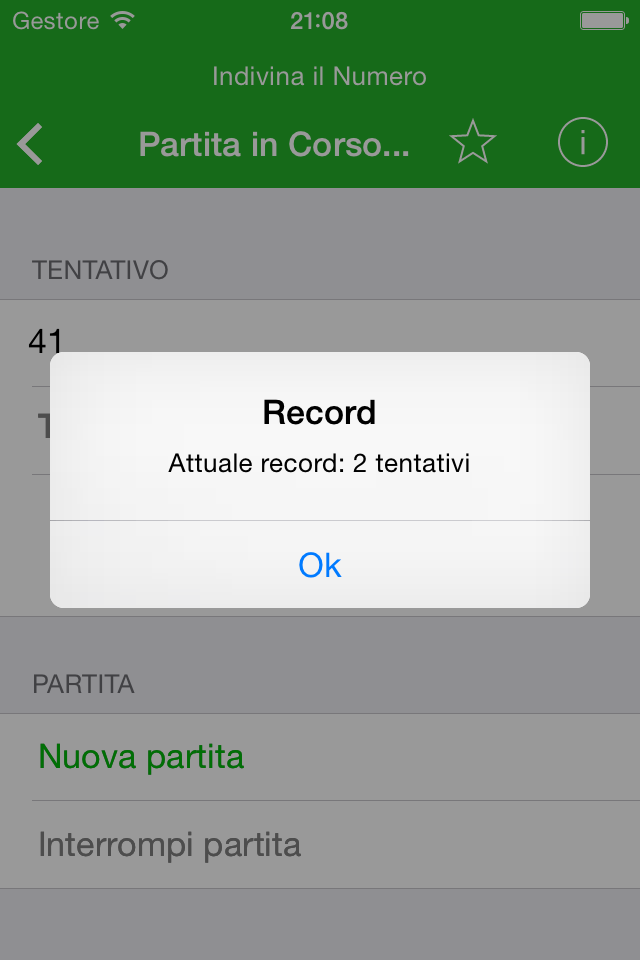 Gestore 21:08
Indivina il Numero
Partita in Corso...
TENTATIVO
41
Record
Attuale record: 2 tentativi
Ok
PARTITA
Nuova partita
Interrompi partita